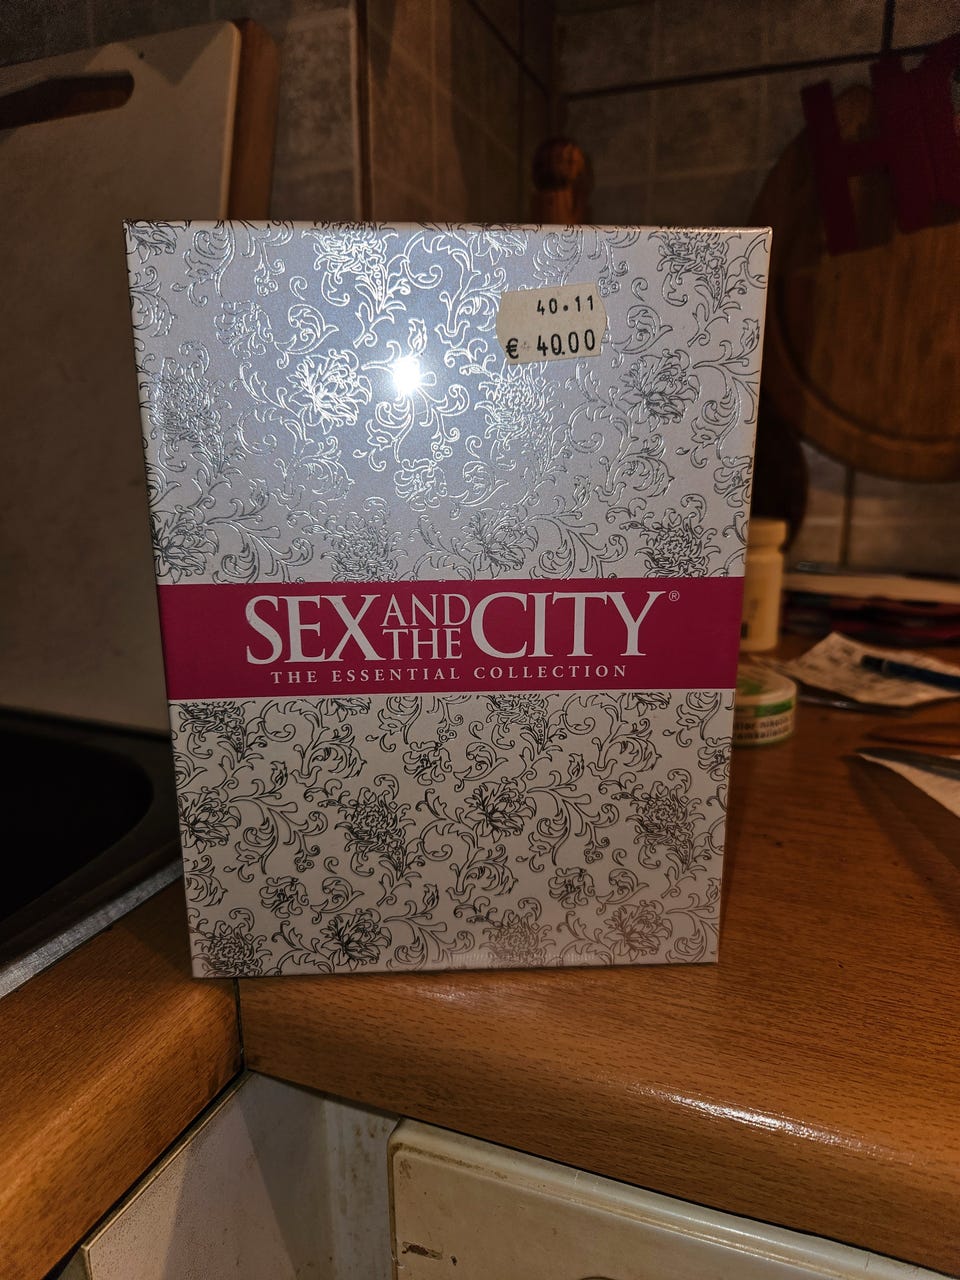 40.11
€ 40.00
SEX AND THE CITY®
THE ESSENTIAL COLLECTION